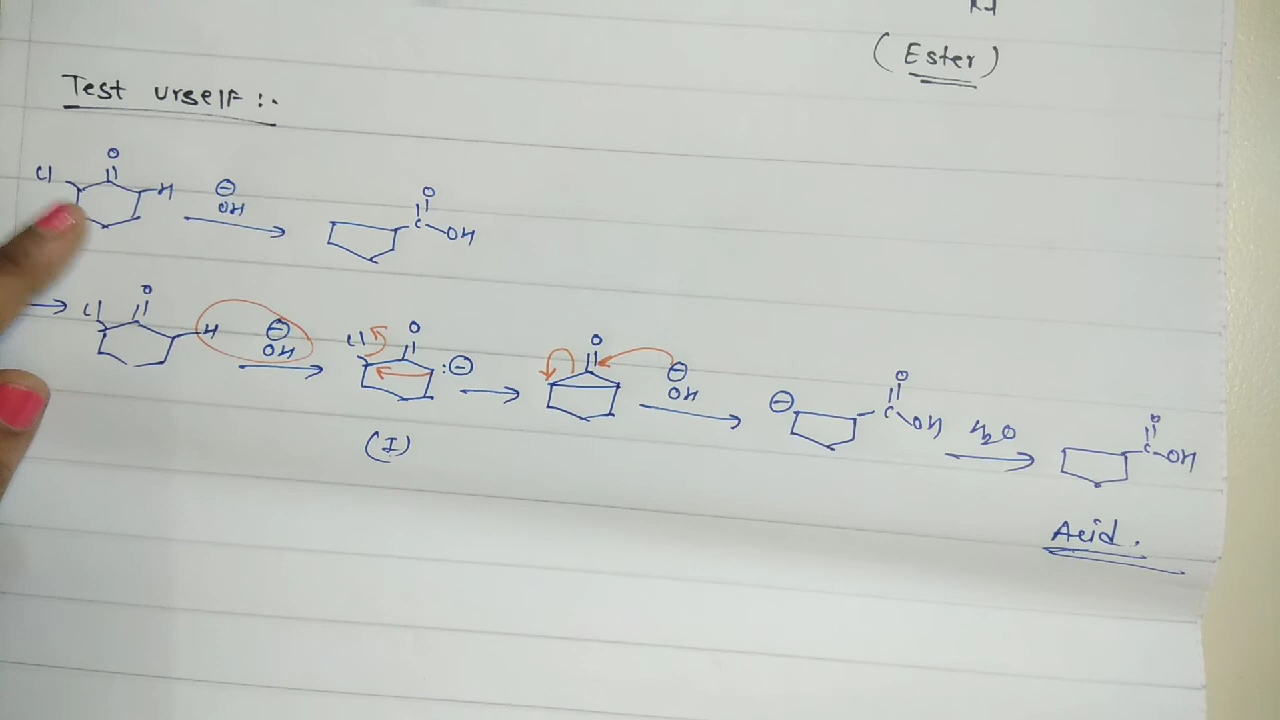 (Ester)
Test urself :-
Cl O H ⊖ OH O C OH
→ Cl O H ⊖ OH Cl O :⊖ O ⊖ OH ⊖ O C OH H2O O C OH
(I)
Acid.